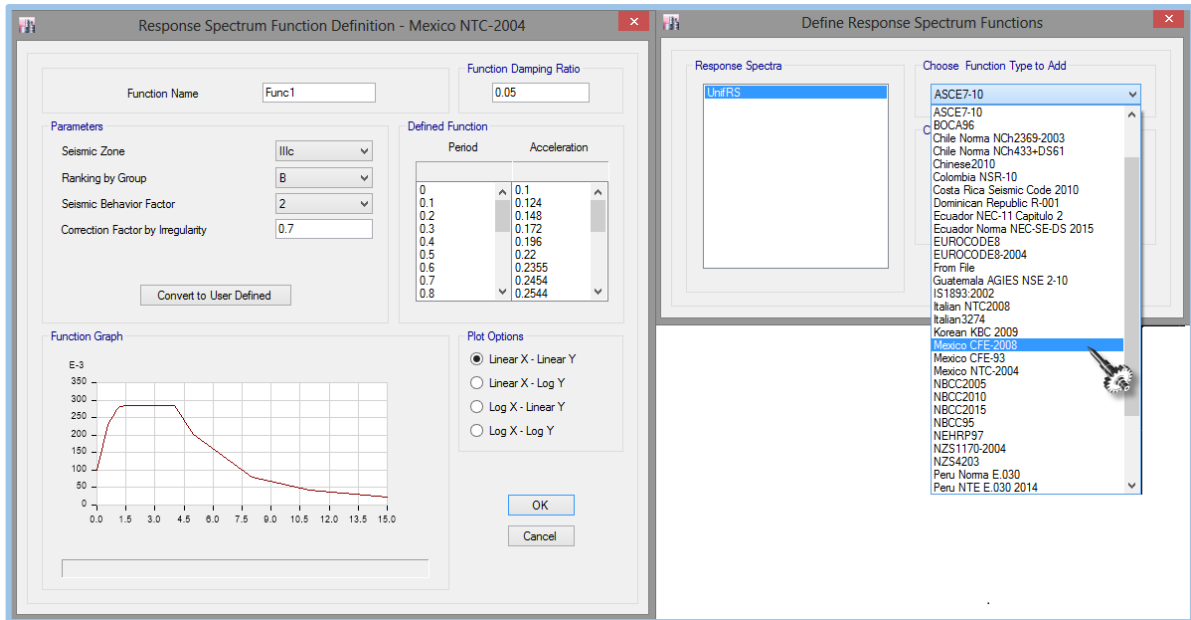 Response Spectrum Function Definition - Mexico NTC-2004
Function Name
Func1
Function Damping Ratio
0.05
Parameters
Seismic Zone
IIIc
Ranking by Group
B
Seismic Behavior Factor
2
Correction Factor by Irregularity
0.7
Convert to User Defined
Defined Function
Period Acceleration
0 0.1
0.1 0.124
0.2 0.148
0.3 0.172
0.4 0.196
0.5 0.22
0.6 0.2355
0.7 0.2454
0.8 0.2544
Function Graph
E-3
350
300
250
200
150
100
50
0
0.0 1.5 3.0 4.5 6.0 7.5 9.0 10.5 12.0 13.5 15.0
Plot Options
Linear X - Linear Y
Linear X - Log Y
Log X - Linear Y
Log X - Log Y
OK
Cancel
Define Response Spectrum Functions
Response Spectra
UnifRS
Choose Function Type to Add
ASCE7-10
C
ASCE7-10
BOCA96
Chile Norma NCh2369-2003
Chile Norma NCh433+DS61
Chinese2010
Colombia NSR-10
Costa Rica Seismic Code 2010
Dominican Republic R-001
Ecuador NEC-11 Capitulo 2
Ecuador Norma NEC-SE-DS 2015
EUROCODE8
EUROCODE8-2004
From File
Guatemala AGIES NSE 2-10
IS1893:2002
Italian NTC2008
Italian3274
Korean KBC 2009
Mexico CFE-2008
Mexico CFE-93
Mexico NTC-2004
NBCC2005
NBCC2010
NBCC2015
NBCC95
NEHRP97
NZS1170-2004
NZS4203
Peru Norma E.030
Peru NTE E.030 2014